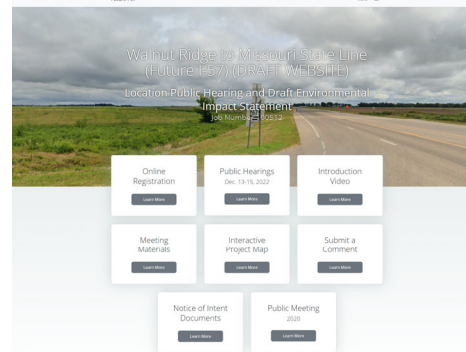 Walnut Ridge to Missouri State Line
(Future I-57) (DRAFT WEBSITE)
Location Public Hearing and Draft Environmental
Impact Statement
Job Number 100512
Online
Registration
Learn More
Public Hearings
Dec. 13-15, 2022
Learn More
Introduction
Video
Learn More
Meeting
Materials
Learn More
Interactive
Project Map
Learn More
Submit a
Comment
Learn More
Notice of Intent
Documents
Learn More
Public Meeting
2020
Learn More